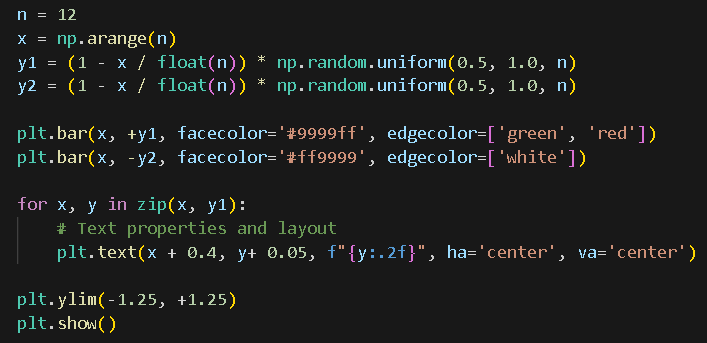 n = 12
x = np.arange(n)
y1 = (1 - x / float(n)) * np.random.uniform(0.5, 1.0, n)
y2 = (1 - x / float(n)) * np.random.uniform(0.5, 1.0, n)

plt.bar(x, +y1, facecolor='#9999ff', edgecolor=['green', 'red'])
plt.bar(x, -y2, facecolor='#ff9999', edgecolor=['white'])

for x, y in zip(x, y1):
    # Text properties and layout
    plt.text(x + 0.4, y+ 0.05, f"{y:.2f}", ha='center', va='center')

plt.ylim(-1.25, +1.25)
plt.show()